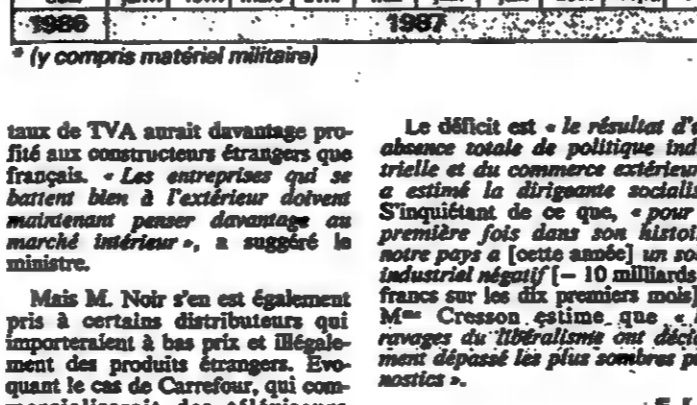 1986
1987
* (y compris matériel militaire)
taux de TVA aurait davantage pro-
fité aux constructeurs étrangers que
français. « Les entreprises qui se
battent bien à l'extérieur doivent
maintenant penser davantage au
marché intérieur », a suggéré le
ministre.
Mais M. Noir s'en est également
pris à certains distributeurs qui
importeraient à bas prix et illégale-
ment des produits étrangers. Evo-
quant le cas de Carrefour, qui com-
Le déficit est « le résultat d'
absence totale de politique ind
trielle et du commerce extérieur
a estimé la dirigeante sociali
S'inquiétant de ce que, « pour
première fois dans son histoi
notre pays a [cette année] un so
industriel négatif [– 10 milliards
francs sur les dix premiers mois]
Mme Cresson estime que «
ravages du libéralisme ont déci
ment dépassé les plus sombres p
nostics ».